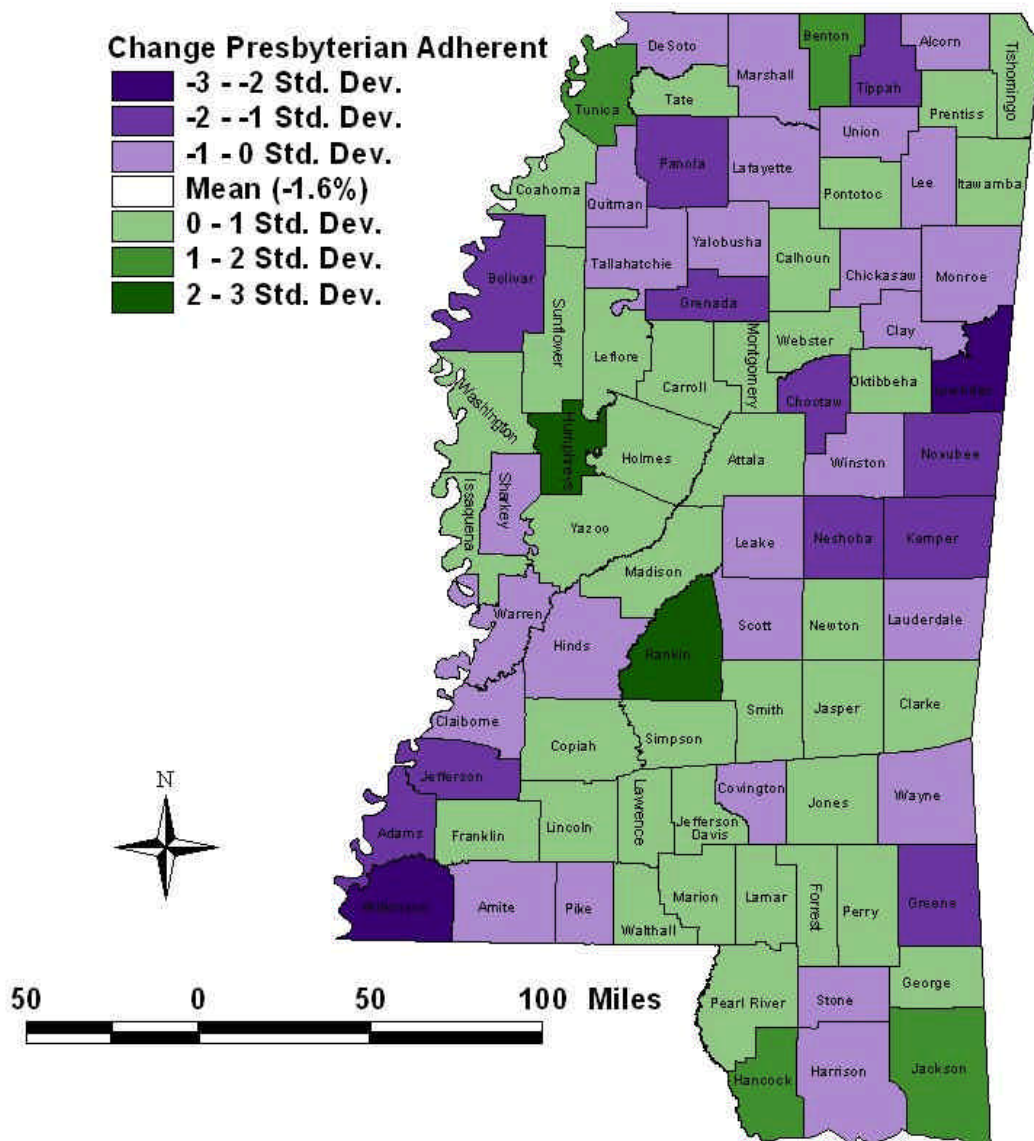 Change Presbyterian Adherent
-3 - -2 Std. Dev.
-2 - -1 Std. Dev.
-1 - 0 Std. Dev.
Mean (-1.6%)
0 - 1 Std. Dev.
1 - 2 Std. Dev.
2 - 3 Std. Dev.
DeSoto
Marshall
Benton
Tippah
Alcorn
Tishomingo
Tunica
Tate
Prentiss
Union
Panola
Lafayette
Coahoma
Quitman
Pontotoc
Lee
Itawamba
Yalobusha
Bolivar
Tallahatchie
Calhoun
Chickasaw
Monroe
Grenada
Sunflower
Leflore
Montgomery
Webster
Clay
Carroll
Oktibbeha
Choctaw
Washington
Humphreys
Holmes
Attala
Winston
Noxubee
Issaquena
Sharkey
Yazoo
Leake
Neshoba
Kemper
Madison
Warren
Hinds
Rankin
Scott
Newton
Lauderdale
Claiborne
Copiah
Simpson
Smith
Jasper
Clarke
Jefferson
Lawrence
Covington
Jones
Wayne
Adams
Franklin
Lincoln
Jefferson
Davis
Amite
Pike
Walthall
Marion
Lamar
Forrest
Perry
Greene
Pearl River
Stone
George
Hancock
Harrison
Jackson
N
50 0 50 100 Miles